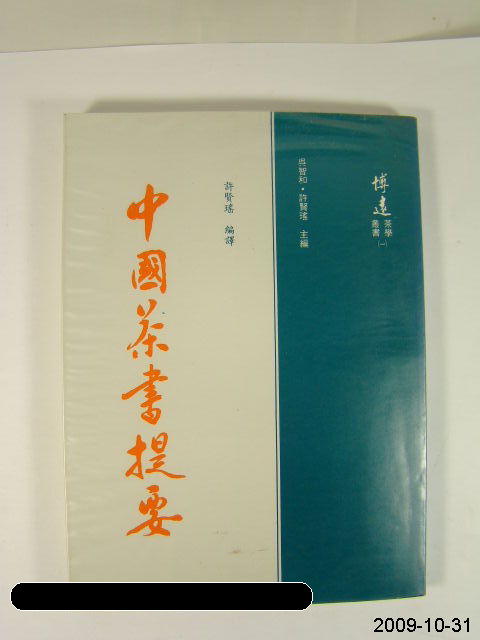 博遠
茶學
叢書㈠
吳智和・許賢瑤 主編
許賢瑤 編譯
中國茶書提要
2009-10-31